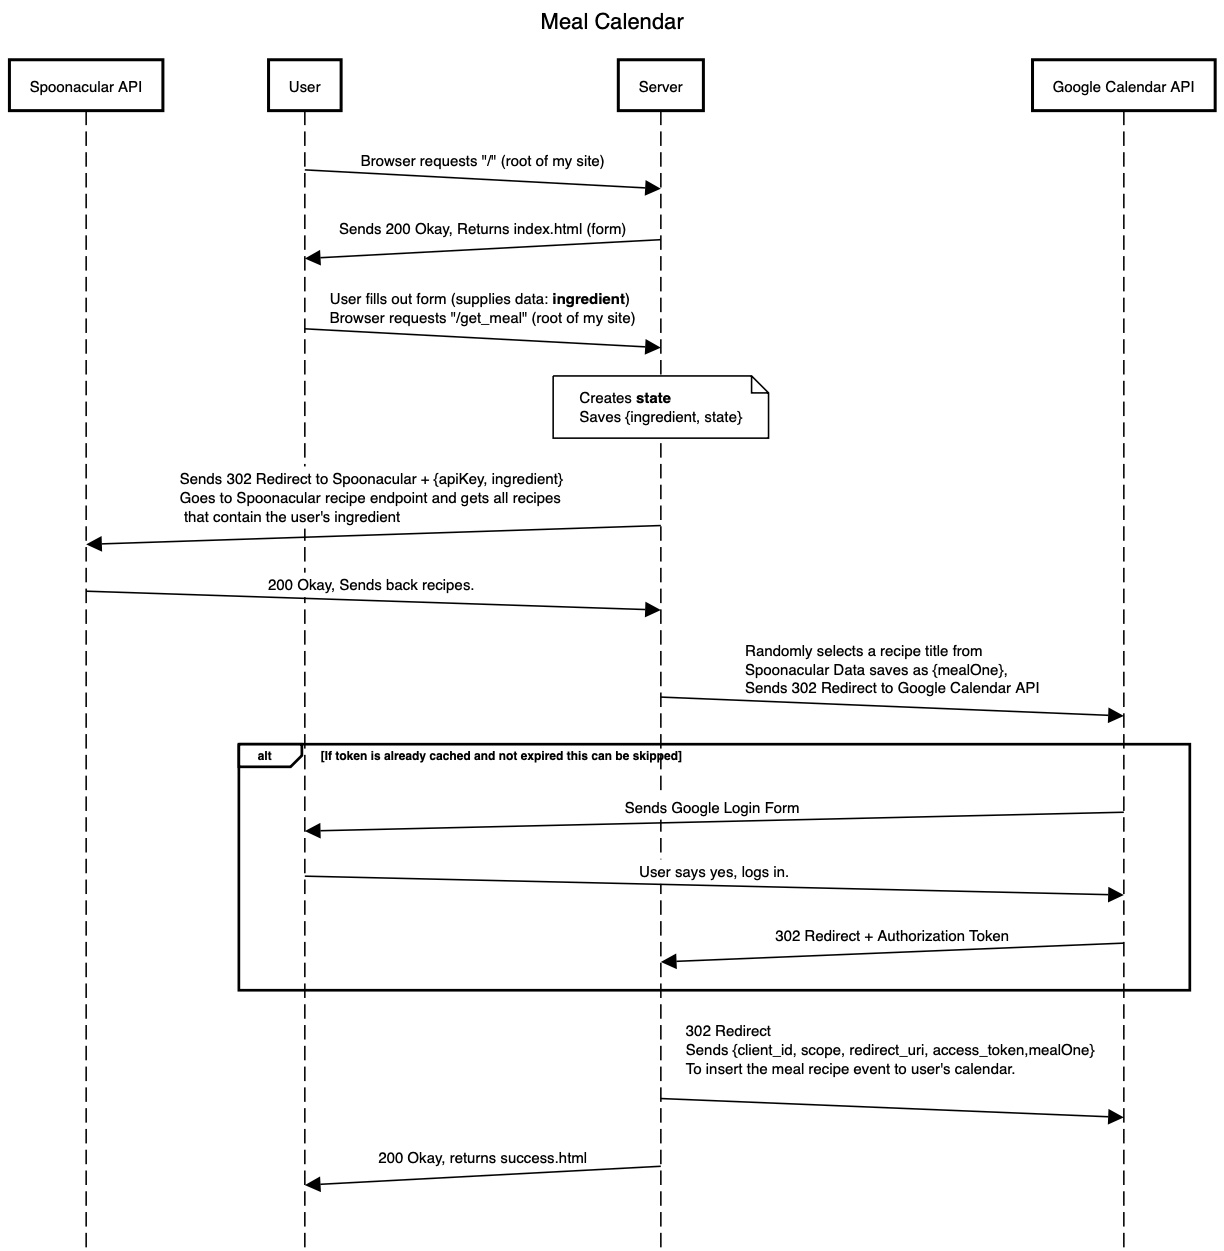 Meal Calendar
Spoonacular API
User
Server
Google Calendar API
Browser requests "/" (root of my site)
Sends 200 Okay, Returns index.html (form)
User fills out form (supplies data: ingredient)
Browser requests "/get_meal" (root of my site)
Creates state
Saves {ingredient, state}
Sends 302 Redirect to Spoonacular + {apiKey, ingredient}
Goes to Spoonacular recipe endpoint and gets all recipes
that contain the user's ingredient
200 Okay, Sends back recipes.
Randomly selects a recipe title from
Spoonacular Data saves as {mealOne},
Sends 302 Redirect to Google Calendar API
alt
[If token is already cached and not expired this can be skipped]
Sends Google Login Form
User says yes, logs in.
302 Redirect + Authorization Token
302 Redirect
Sends {client_id, scope, redirect_uri, access_token,mealOne}
To insert the meal recipe event to user's calendar.
200 Okay, returns success.html